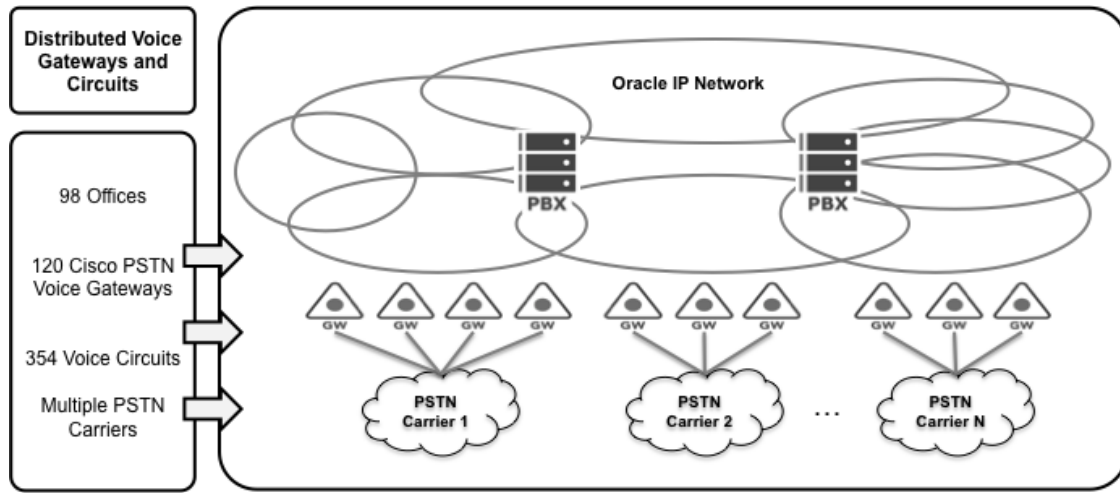 Distributed Voice
Gateways and
Circuits
98 Offices
120 Cisco PSTN
Voice Gateways
354 Voice Circuits
Multiple PSTN
Carriers
Oracle IP Network
PBX
PBX
GW
GW
GW
GW
GW
GW
GW
GW
GW
GW
PSTN
Carrier 1
PSTN
Carrier 2
...
PSTN
Carrier N